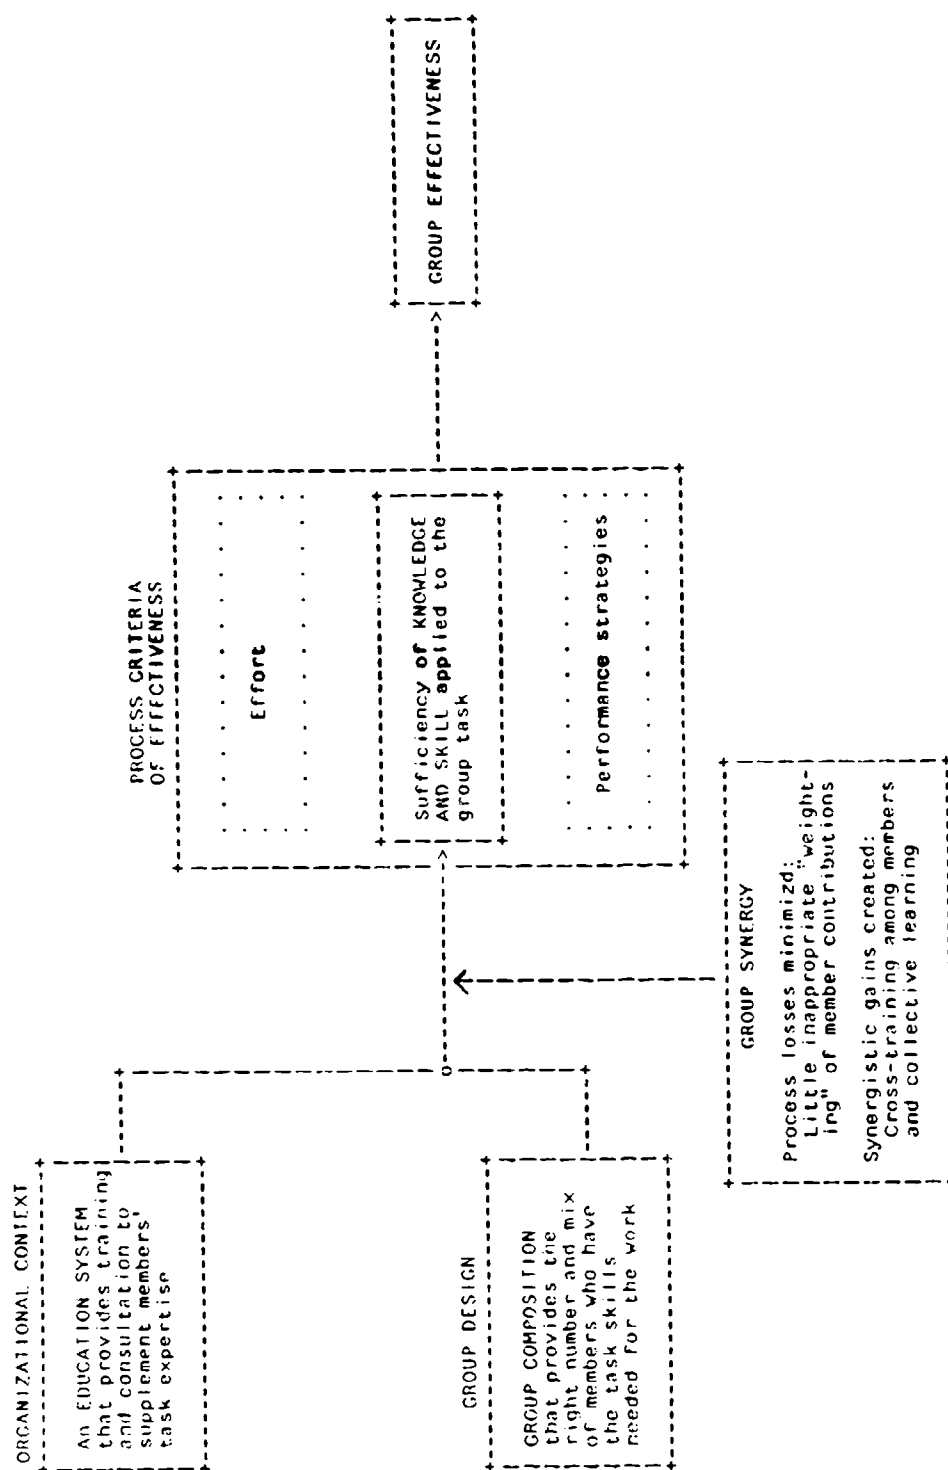 ORGANIZATIONAL CONTEXT
An EDUCATION SYSTEM
that provides training
and consultation to
supplement members'
task expertise
GROUP DESIGN
GROUP COMPOSITION
that provides the
right number and mix
of members who have
the task skills
needed for the work
GROUP SYNERGY
Process losses minimizd:
Little inappropriate "weight-
ing" of member contributions
Synergistic gains created:
Cross-training among members
and collective learning
PROCESS CRITERIA
OF EFFECTIVENESS
Effort
Sufficiency of KNOWLEDGE
AND SKILL applied to the
group task
Performance strategies
GROUP EFFECTIVENESS